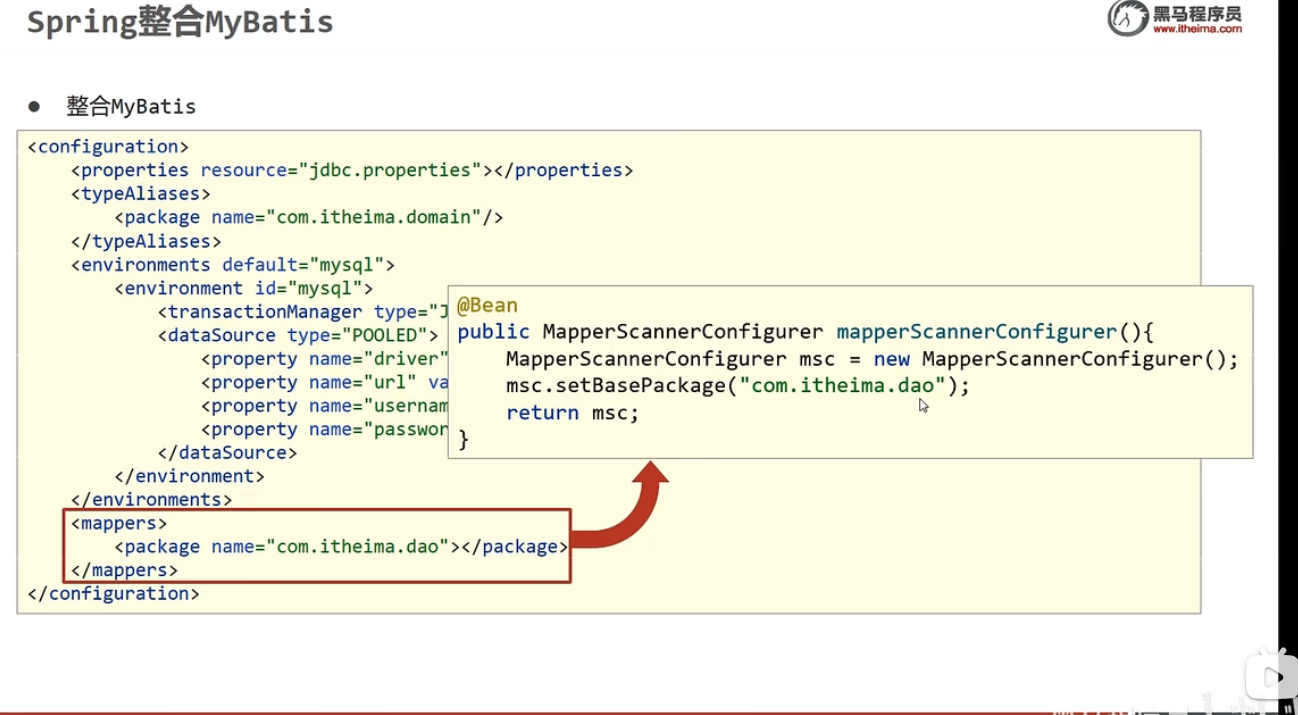 Spring整合MyBatis
黑马程序员
www.itheima.com
● 整合MyBatis
<configuration>
<properties resource="jdbc.properties"></properties>
<typeAliases>
<package name="com.itheima.domain"/>
</typeAliases>
<environments default="mysql">
<environment id="mysql">
<transactionManager type="J
<dataSource type="POOLED">
<property name="driver"
<property name="url" va
<property name="usernam
<property name="passwor
</dataSource>
</environment>
</environments>
<mappers>
<package name="com.itheima.dao"></package>
</mappers>
</configuration>
@Bean
public MapperScannerConfigurer mapperScannerConfigurer(){
MapperScannerConfigurer msc = new MapperScannerConfigurer();
msc.setBasePackage("com.itheima.dao");
return msc;
}